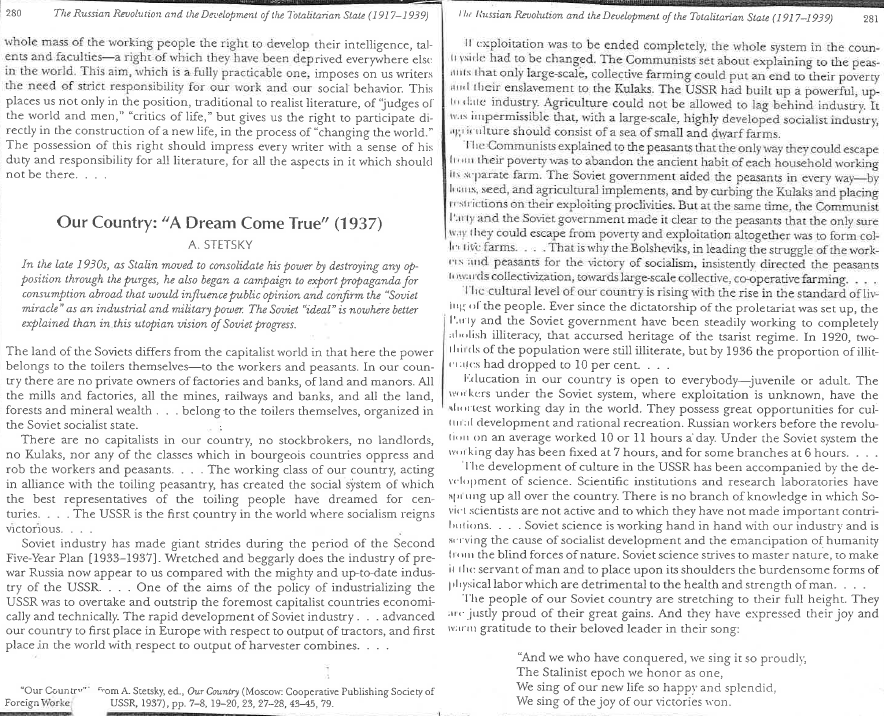 280 The Russian Revolution and the Development of the Totalitarian State (1917–1939)
whole mass of the working people the right to develop their intelligence, tal-
ents and faculties—a right of which they have been deprived everywhere else
in the world. This aim, which is a fully practicable one, imposes on us writers
the need of strict responsibility for our work and our social behavior. This
places us not only in the position, traditional to realist literature, of "judges of
the world and men," "critics of life," but gives us the right to participate di-
rectly in the construction of a new life, in the process of "changing the world."
The possession of this right should impress every writer with a sense of his
duty and responsibility for all literature, for all the aspects in it which should
not be there. . . .
Our Country: "A Dream Come True" (1937)
A. STETSKY
In the late 1930s, as Stalin moved to consolidate his power by destroying any op-
position through the purges, he also began a campaign to export propaganda for
consumption abroad that would influence public opinion and confirm the "Soviet
miracle" as an industrial and military power. The Soviet "ideal" is nowhere better
explained than in this utopian vision of Soviet progress.
The land of the Soviets differs from the capitalist world in that here the power
belongs to the toilers themselves—to the workers and peasants. In our coun-
try there are no private owners of factories and banks, of land and manors. All
the mills and factories, all the mines, railways and banks, and all the land,
forests and mineral wealth . . . belong to the toilers themselves, organized in
the Soviet socialist state.
There are no capitalists in our country, no stockbrokers, no landlords,
no Kulaks, nor any of the classes which in bourgeois countries oppress and
rob the workers and peasants. . . . The working class of our country, acting
in alliance with the toiling peasantry, has created the social system of which
the best representatives of the toiling people have dreamed for cen-
turies. . . . The USSR is the first country in the world where socialism reigns
victorious. . . .
Soviet industry has made giant strides during the period of the Second
Five-Year Plan [1933–1937]. Wretched and beggarly does the industry of pre-
war Russia now appear to us compared with the mighty and up-to-date indus-
try of the USSR. . . . One of the aims of the policy of industrializing the
USSR was to overtake and outstrip the foremost capitalist countries economi-
cally and technically. The rapid development of Soviet industry . . . advanced
our country to first place in Europe with respect to output of tractors, and first
place in the world with respect to output of harvester combines. . . .
"Our Country" From A. Stetsky, ed., Our Country (Moscow: Cooperative Publishing Society of
Foreign Worke USSR, 1937), pp. 7–8, 19–20, 23, 27–28, 43–45, 79.
The Russian Revolution and the Development of the Totalitarian State (1917–1939) 281
If exploitation was to be ended completely, the whole system in the coun-
tryside had to be changed. The Communists set about explaining to the peas-
ants that only large-scale, collective farming could put an end to their poverty
and their enslavement to the Kulaks. The USSR had built up a powerful, up-
to-date industry. Agriculture could not be allowed to lag behind industry. It
was impermissible that, with a large-scale, highly developed socialist industry,
agriculture should consist of a sea of small and dwarf farms.
The Communists explained to the peasants that the only way they could escape
from their poverty was to abandon the ancient habit of each household working
its separate farm. The Soviet government aided the peasants in every way—by
loans, seed, and agricultural implements, and by curbing the Kulaks and placing
restrictions on their exploiting proclivities. But at the same time, the Communist
Party and the Soviet government made it clear to the peasants that the only sure
way they could escape from poverty and exploitation altogether was to form col-
lective farms. . . . That is why the Bolsheviks, in leading the struggle of the work-
ers and peasants for the victory of socialism, insistently directed the peasants
towards collectivization, towards large-scale collective, co-operative farming. . . .
The cultural level of our country is rising with the rise in the standard of liv-
ing of the people. Ever since the dictatorship of the proletariat was set up, the
Party and the Soviet government have been steadily working to completely
abolish illiteracy, that accursed heritage of the tsarist regime. In 1920, two-
thirds of the population were still illiterate, but by 1936 the proportion of illit-
erates had dropped to 10 per cent. . . .
Education in our country is open to everybody—juvenile or adult. The
workers under the Soviet system, where exploitation is unknown, have the
shortest working day in the world. They possess great opportunities for cul-
tural development and rational recreation. Russian workers before the revolu-
tion on an average worked 10 or 11 hours a day. Under the Soviet system the
working day has been fixed at 7 hours, and for some branches at 6 hours. . . .
The development of culture in the USSR has been accompanied by the de-
velopment of science. Scientific institutions and research laboratories have
sprung up all over the country. There is no branch of knowledge in which So-
viet scientists are not active and to which they have not made important contri-
butions. . . . Soviet science is working hand in hand with our industry and is
serving the cause of socialist development and the emancipation of humanity
from the blind forces of nature. Soviet science strives to master nature, to make
it the servant of man and to place upon its shoulders the burdensome forms of
physical labor which are detrimental to the health and strength of man. . . .
The people of our Soviet country are stretching to their full height. They
are justly proud of their great gains. And they have expressed their joy and
warm gratitude to their beloved leader in their song:
"And we who have conquered, we sing it so proudly,
The Stalinist epoch we honor as one,
We sing of our new life so happy and splendid,
We sing of the joy of our victories won.